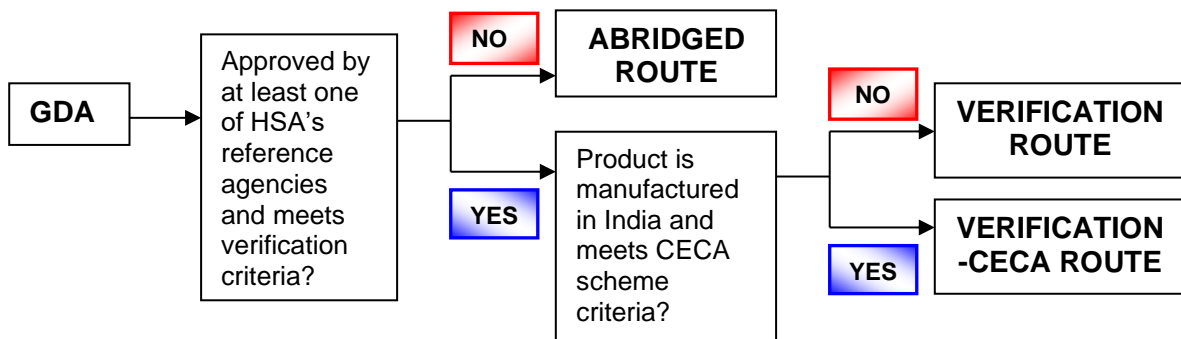 GDA
Approved by
at least one
of HSA's
reference
agencies
and meets
verification
criteria?
NO
ABRIDGED
ROUTE
YES
Product is
manufactured
in India and
meets CECA
scheme
criteria?
NO
VERIFICATION
ROUTE
YES
VERIFICATION
-CECA ROUTE